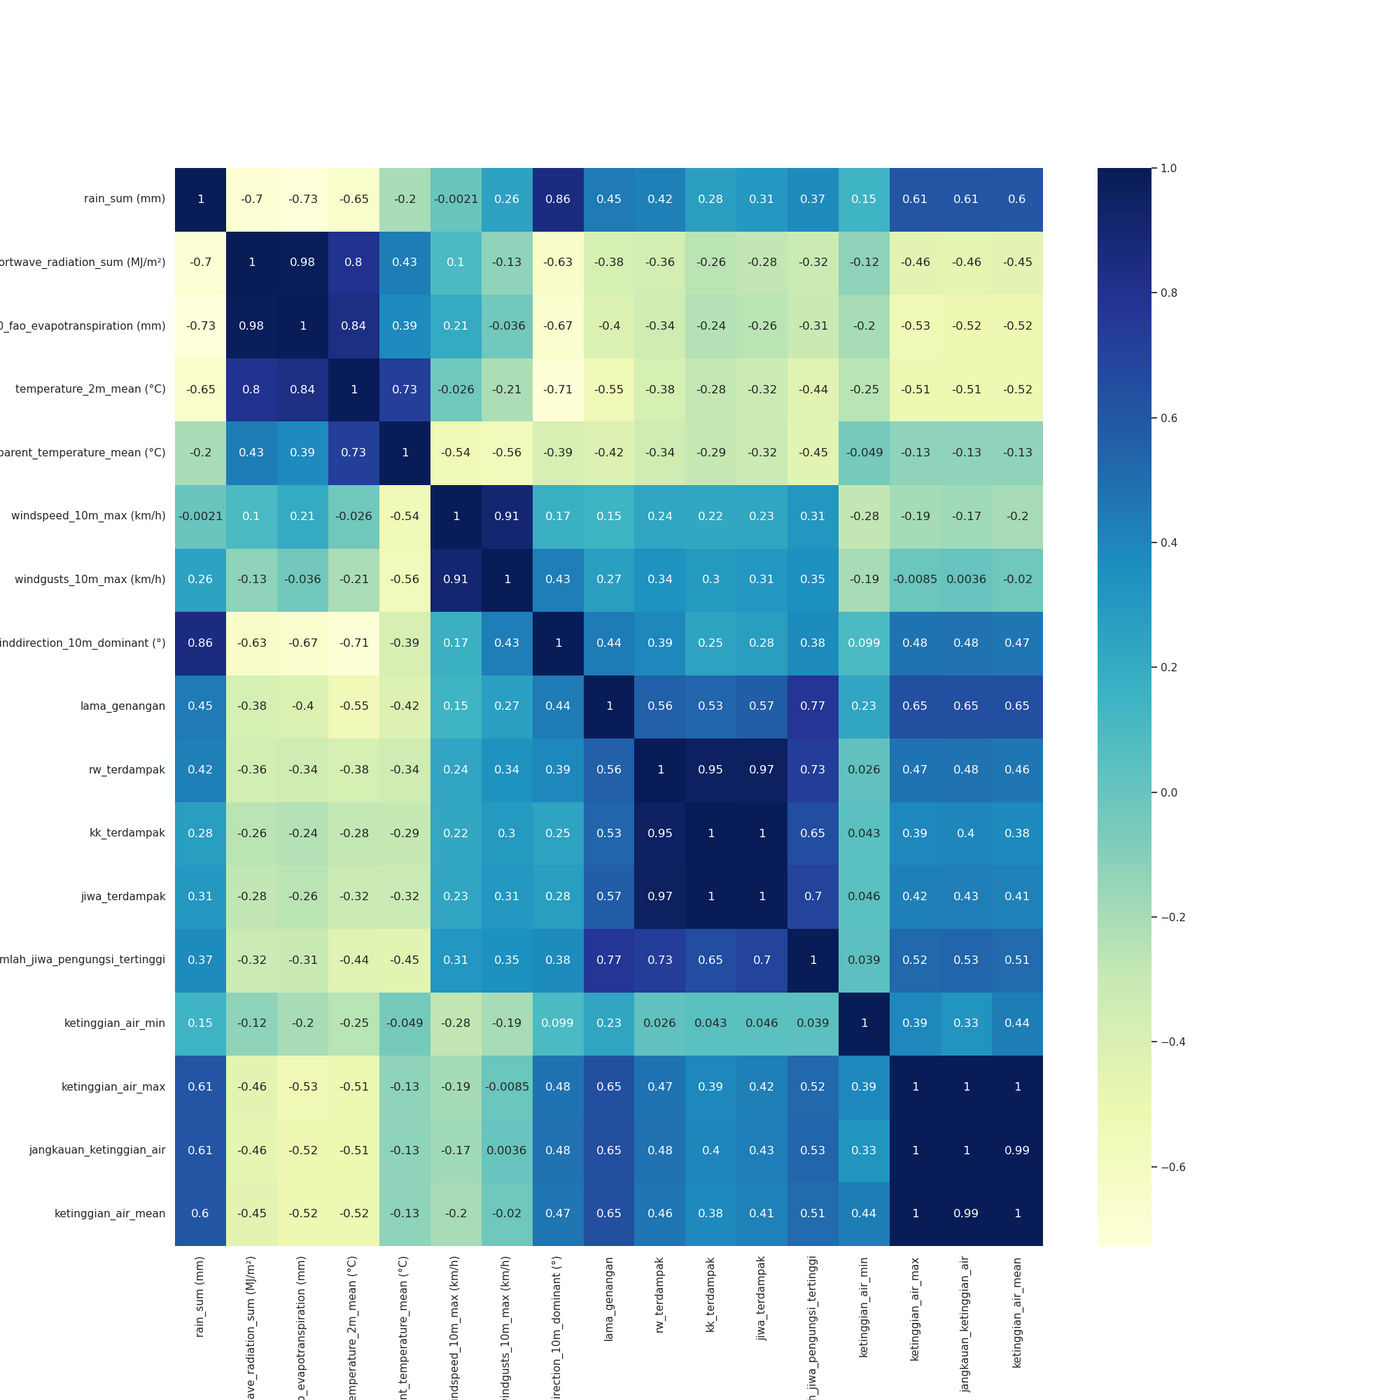 rain_sum (mm) 1 -0.7 -0.73 -0.65 -0.2 -0.0021 0.26 0.86 0.45 0.42 0.28 0.31 0.37 0.15 0.61 0.61 0.6
ortwave_radiation_sum (MJ/m²) -0.7 1 0.98 0.8 0.43 0.1 -0.13 -0.63 -0.38 -0.36 -0.26 -0.28 -0.32 -0.12 -0.46 -0.46 -0.45
0_fao_evapotranspiration (mm) -0.73 0.98 1 0.84 0.39 0.21 -0.036 -0.67 -0.4 -0.34 -0.24 -0.26 -0.31 -0.2 -0.53 -0.52 -0.52
temperature_2m_mean (°C) -0.65 0.8 0.84 1 0.73 -0.026 -0.21 -0.71 -0.55 -0.38 -0.28 -0.32 -0.44 -0.25 -0.51 -0.51 -0.52
parent_temperature_mean (°C) -0.2 0.43 0.39 0.73 1 -0.54 -0.56 -0.39 -0.42 -0.34 -0.29 -0.32 -0.45 -0.049 -0.13 -0.13 -0.13
windspeed_10m_max (km/h) -0.0021 0.1 0.21 -0.026 -0.54 1 0.91 0.17 0.15 0.24 0.22 0.23 0.31 -0.28 -0.19 -0.17 -0.2
windgusts_10m_max (km/h) 0.26 -0.13 -0.036 -0.21 -0.56 0.91 1 0.43 0.27 0.34 0.3 0.31 0.35 -0.19 -0.0085 0.0036 -0.02
inddirection_10m_dominant (°) 0.86 -0.63 -0.67 -0.71 -0.39 0.17 0.43 1 0.44 0.39 0.25 0.28 0.38 0.099 0.48 0.48 0.47
lama_genangan 0.45 -0.38 -0.4 -0.55 -0.42 0.15 0.27 0.44 1 0.56 0.53 0.57 0.77 0.23 0.65 0.65 0.65
rw_terdampak 0.42 -0.36 -0.34 -0.38 -0.34 0.24 0.34 0.39 0.56 1 0.95 0.97 0.73 0.026 0.47 0.48 0.46
kk_terdampak 0.28 -0.26 -0.24 -0.28 -0.29 0.22 0.3 0.25 0.53 0.95 1 1 0.65 0.043 0.39 0.4 0.38
jiwa_terdampak 0.31 -0.28 -0.26 -0.32 -0.32 0.23 0.31 0.28 0.57 0.97 1 1 0.7 0.046 0.42 0.43 0.41
mlah_jiwa_pengungsi_tertinggi 0.37 -0.32 -0.31 -0.44 -0.45 0.31 0.35 0.38 0.77 0.73 0.65 0.7 1 0.039 0.52 0.53 0.51
ketinggian_air_min 0.15 -0.12 -0.2 -0.25 -0.049 -0.28 -0.19 0.099 0.23 0.026 0.043 0.046 0.039 1 0.39 0.33 0.44
ketinggian_air_max 0.61 -0.46 -0.53 -0.51 -0.13 -0.19 -0.0085 0.48 0.65 0.47 0.39 0.42 0.52 0.39 1 1 1
jangkauan_ketinggian_air 0.61 -0.46 -0.52 -0.51 -0.13 -0.17 0.0036 0.48 0.65 0.48 0.4 0.43 0.53 0.33 1 1 0.99
ketinggian_air_mean 0.6 -0.45 -0.52 -0.52 -0.13 -0.2 -0.02 0.47 0.65 0.46 0.38 0.41 0.51 0.44 1 0.99 1
rain_sum (mm)
ave_radiation_sum (MJ/m²)
o_evapotranspiration (mm)
emperature_2m_mean (°C)
nt_temperature_mean (°C)
ndspeed_10m_max (km/h)
indgusts_10m_max (km/h)
irection_10m_dominant (°)
lama_genangan
rw_terdampak
kk_terdampak
jiwa_terdampak
h_jiwa_pengungsi_tertinggi
ketinggian_air_min
ketinggian_air_max
jangkauan_ketinggian_air
ketinggian_air_mean
1.0
0.8
0.6
0.4
0.2
0.0
−0.2
−0.4
−0.6